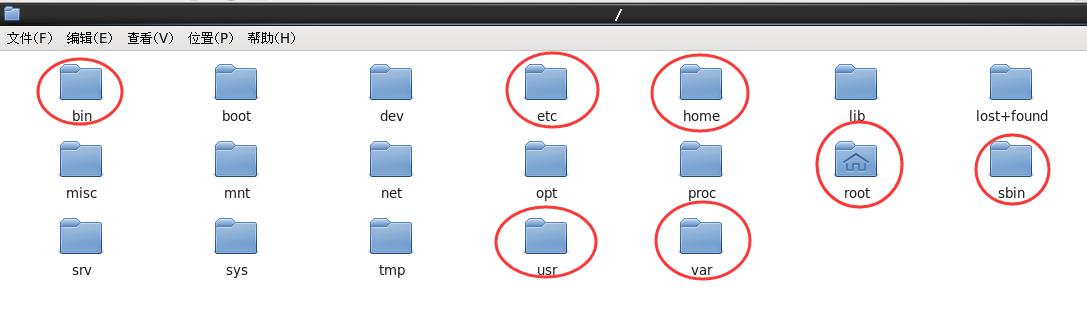 /
文件(F) 编辑(E) 查看(V) 位置(P) 帮助(H)
bin boot dev etc home lib lost+found
misc mnt net opt proc root sbin
srv sys tmp usr var